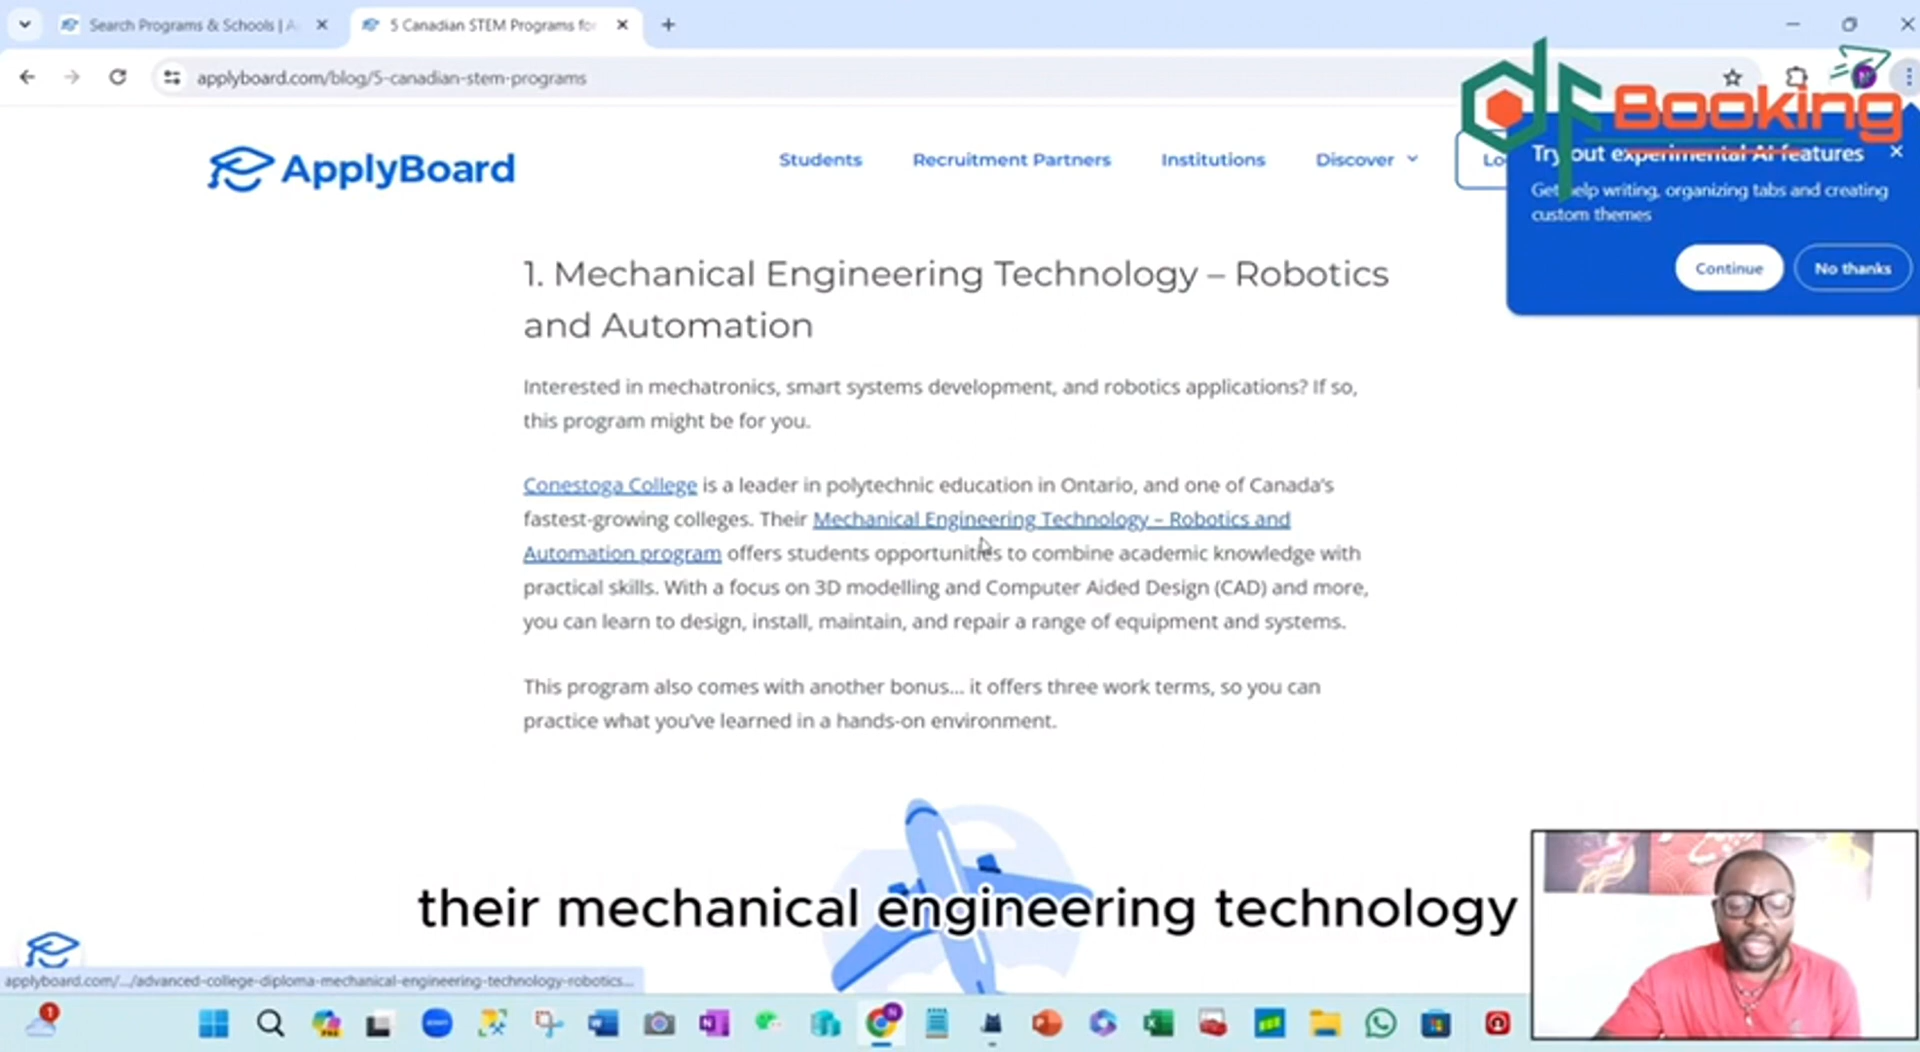 Search Programs & Schools | A
5 Canadian STEM Programs for
applyboard.com/blog/5-canadian-stem-programs
df Booking
ApplyBoard
Students
Recruitment Partners
Institutions
Discover
Lo
Try out experimental AI features
Get help writing, organizing tabs and creating
custom themes
Continue
No thanks
1. Mechanical Engineering Technology – Robotics
and Automation
Interested in mechatronics, smart systems development, and robotics applications? If so,
this program might be for you.
Conestoga College is a leader in polytechnic education in Ontario, and one of Canada's
fastest-growing colleges. Their Mechanical Engineering Technology – Robotics and
Automation program offers students opportunities to combine academic knowledge with
practical skills. With a focus on 3D modelling and Computer Aided Design (CAD) and more,
you can learn to design, install, maintain, and repair a range of equipment and systems.
This program also comes with another bonus... it offers three work terms, so you can
practice what you've learned in a hands-on environment.
their mechanical engineering technology
applyboard.com/.../advanced-college-diploma-mechanical-engineering-technology-robotics...
1